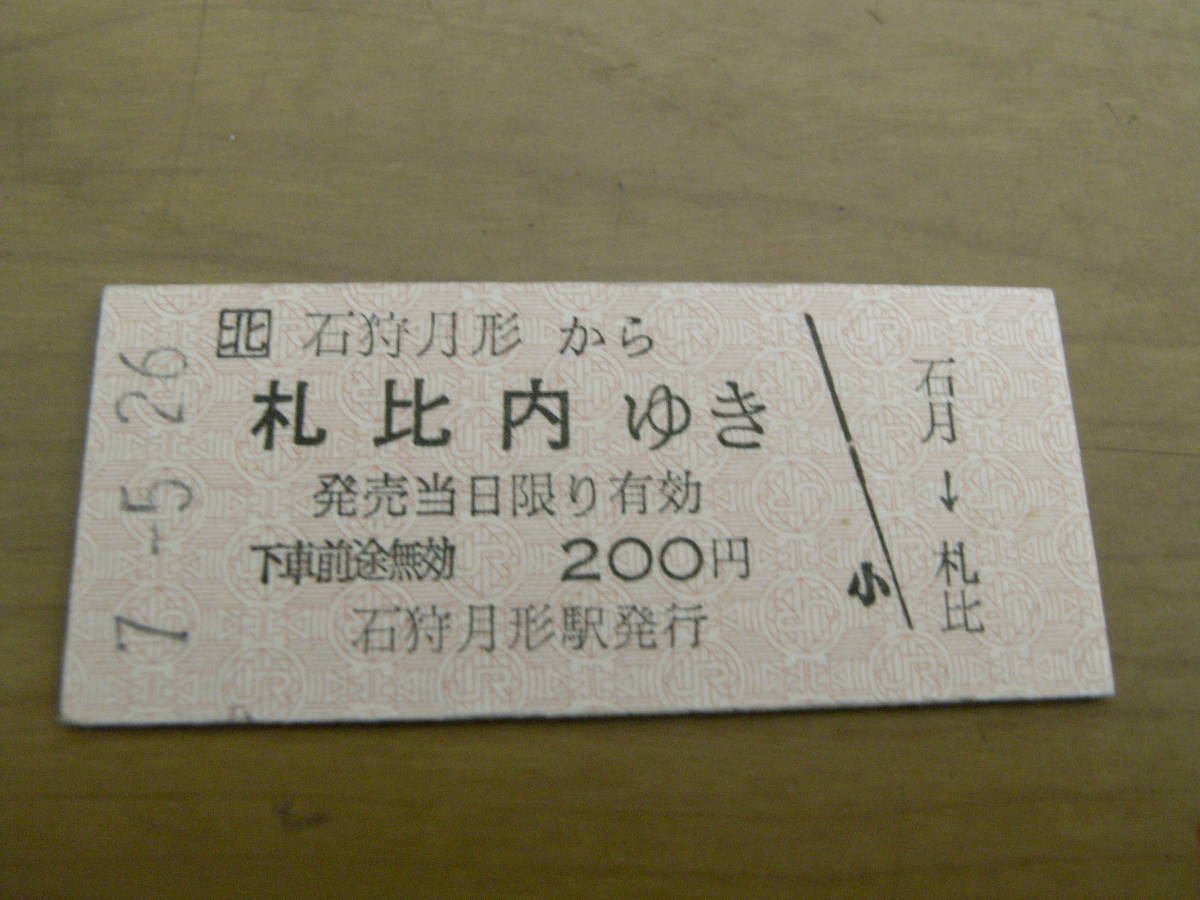 北 石狩月形 から
札比内 ゆき
発売当日限り有効
下車前途無効 200円
石狩月形駅発行
7-5 26
石月→札比
小